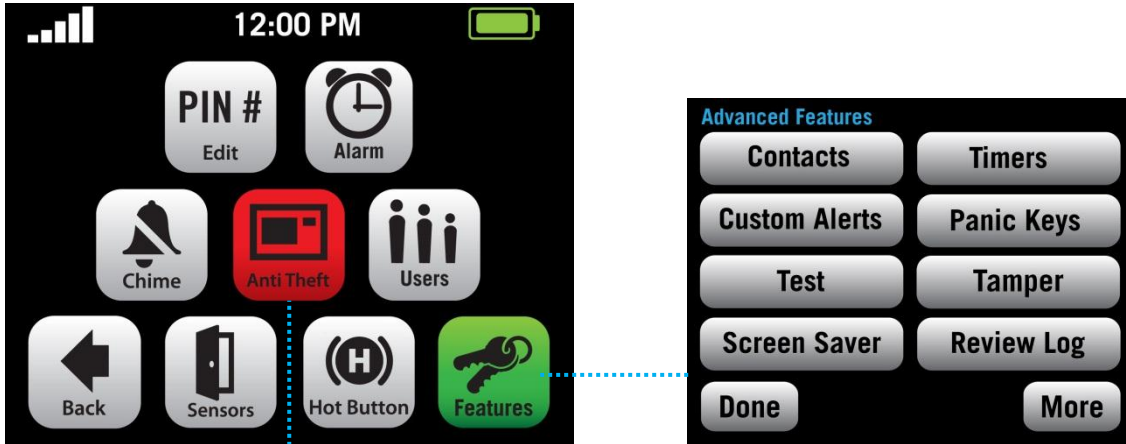 12:00 PM
PIN #
Edit
Alarm
Chime
Anti Theft
Users
Back
Sensors
H
Hot Button
Features
Advanced Features
Contacts
Timers
Custom Alerts
Panic Keys
Test
Tamper
Screen Saver
Review Log
Done
More